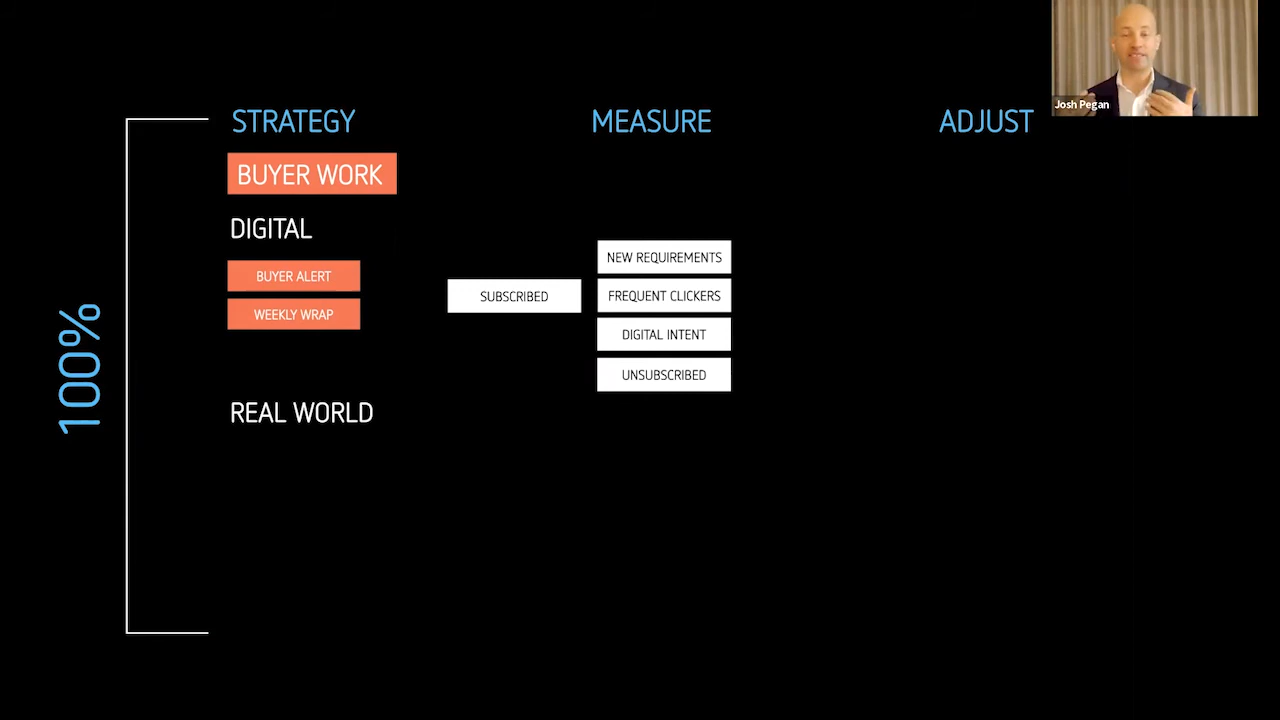 Josh Pegan
STRATEGY
MEASURE
ADJUST
BUYER WORK
DIGITAL
BUYER ALERT
WEEKLY WRAP
SUBSCRIBED
NEW REQUIREMENTS
FREQUENT CLICKERS
DIGITAL INTENT
UNSUBSCRIBED
REAL WORLD
100%